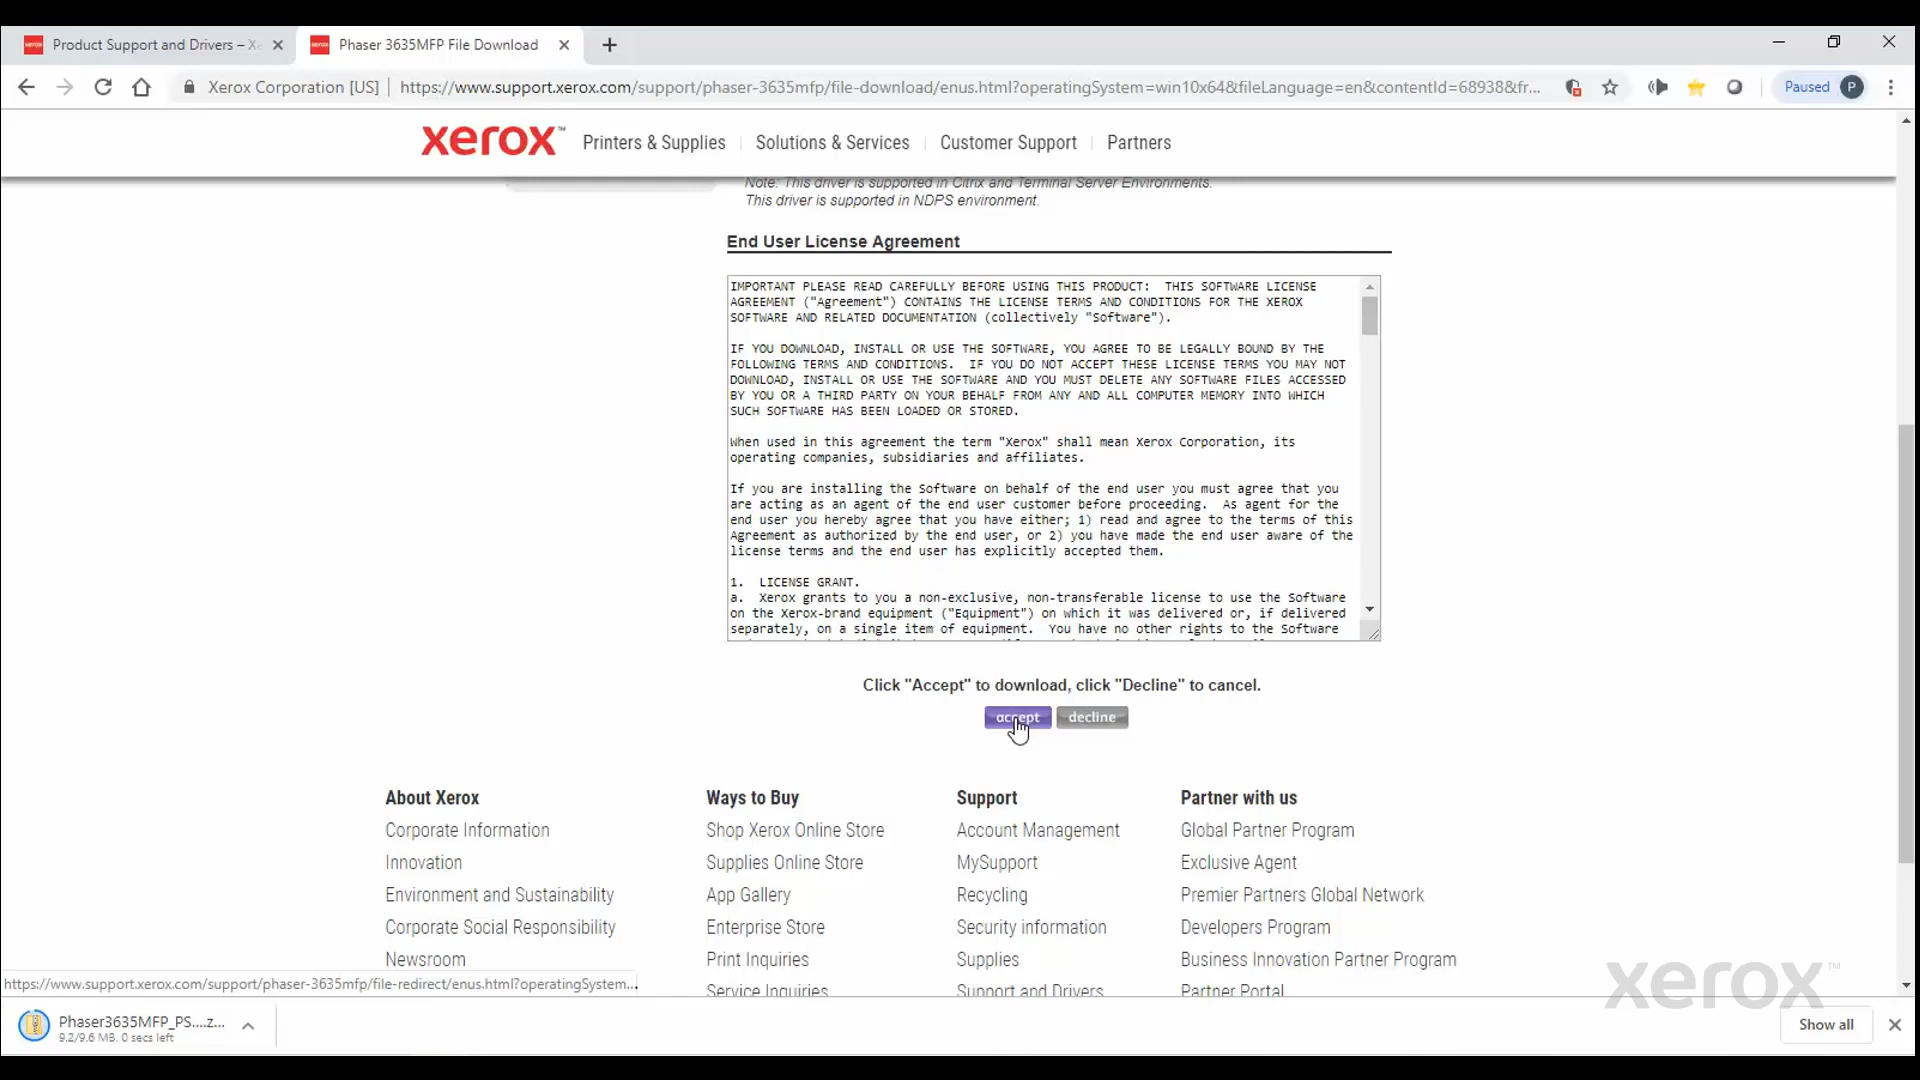 Product Support and Drivers – Xe
Phaser 3635MFP File Download
Xerox Corporation [US]
https://www.support.xerox.com/support/phaser-3635mfp/file-download/enus.html?operatingSystem=win10x64&fileLanguage=en&contentId=68938&fr...
Paused
P
xerox™
Printers & Supplies
Solutions & Services
Customer Support
Partners
Note: This driver is supported in Citrix and Terminal Server Environments.
This driver is supported in NDPS environment.
End User License Agreement
IMPORTANT PLEASE READ CAREFULLY BEFORE USING THIS PRODUCT:  THIS SOFTWARE LICENSE
AGREEMENT ("Agreement") CONTAINS THE LICENSE TERMS AND CONDITIONS FOR THE XEROX
SOFTWARE AND RELATED DOCUMENTATION (collectively "Software").
IF YOU DOWNLOAD, INSTALL OR USE THE SOFTWARE, YOU AGREE TO BE LEGALLY BOUND BY THE
FOLLOWING TERMS AND CONDITIONS.  IF YOU DO NOT ACCEPT THESE LICENSE TERMS YOU MAY NOT
DOWNLOAD, INSTALL OR USE THE SOFTWARE AND YOU MUST DELETE ANY SOFTWARE FILES ACCESSED
BY YOU OR A THIRD PARTY ON YOUR BEHALF FROM ANY AND ALL COMPUTER MEMORY INTO WHICH
SUCH SOFTWARE HAS BEEN LOADED OR STORED.
When used in this agreement the term "Xerox" shall mean Xerox Corporation, its
operating companies, subsidiaries and affiliates.
If you are installing the Software on behalf of the end user you must agree that you
are acting as an agent of the end user customer before proceeding.  As agent for the
end user you hereby agree that you have either; 1) read and agree to the terms of this
Agreement as authorized by the end user, or 2) you have made the end user aware of the
license terms and the end user has explicitly accepted them.
1.  LICENSE GRANT.
a.  Xerox grants to you a non-exclusive, non-transferable license to use the Software
on the Xerox-brand equipment ("Equipment") on which it was delivered or, if delivered
separately, on a single item of equipment.  You have no other rights to the Software
Click "Accept" to download, click "Decline" to cancel.
accept
decline
About Xerox
Corporate Information
Innovation
Environment and Sustainability
Corporate Social Responsibility
Newsroom
Ways to Buy
Shop Xerox Online Store
Supplies Online Store
App Gallery
Enterprise Store
Print Inquiries
Service Inquiries
Support
Account Management
MySupport
Recycling
Security information
Supplies
Support and Drivers
Partner with us
Global Partner Program
Exclusive Agent
Premier Partners Global Network
Developers Program
Business Innovation Partner Program
Partner Portal
https://www.support.xerox.com/support/phaser-3635mfp/file-redirect/enus.html?operatingSystem...
xerox™
Phaser3635MFP_PS....z...
9.2/9.6 MB, 0 secs left
Show all